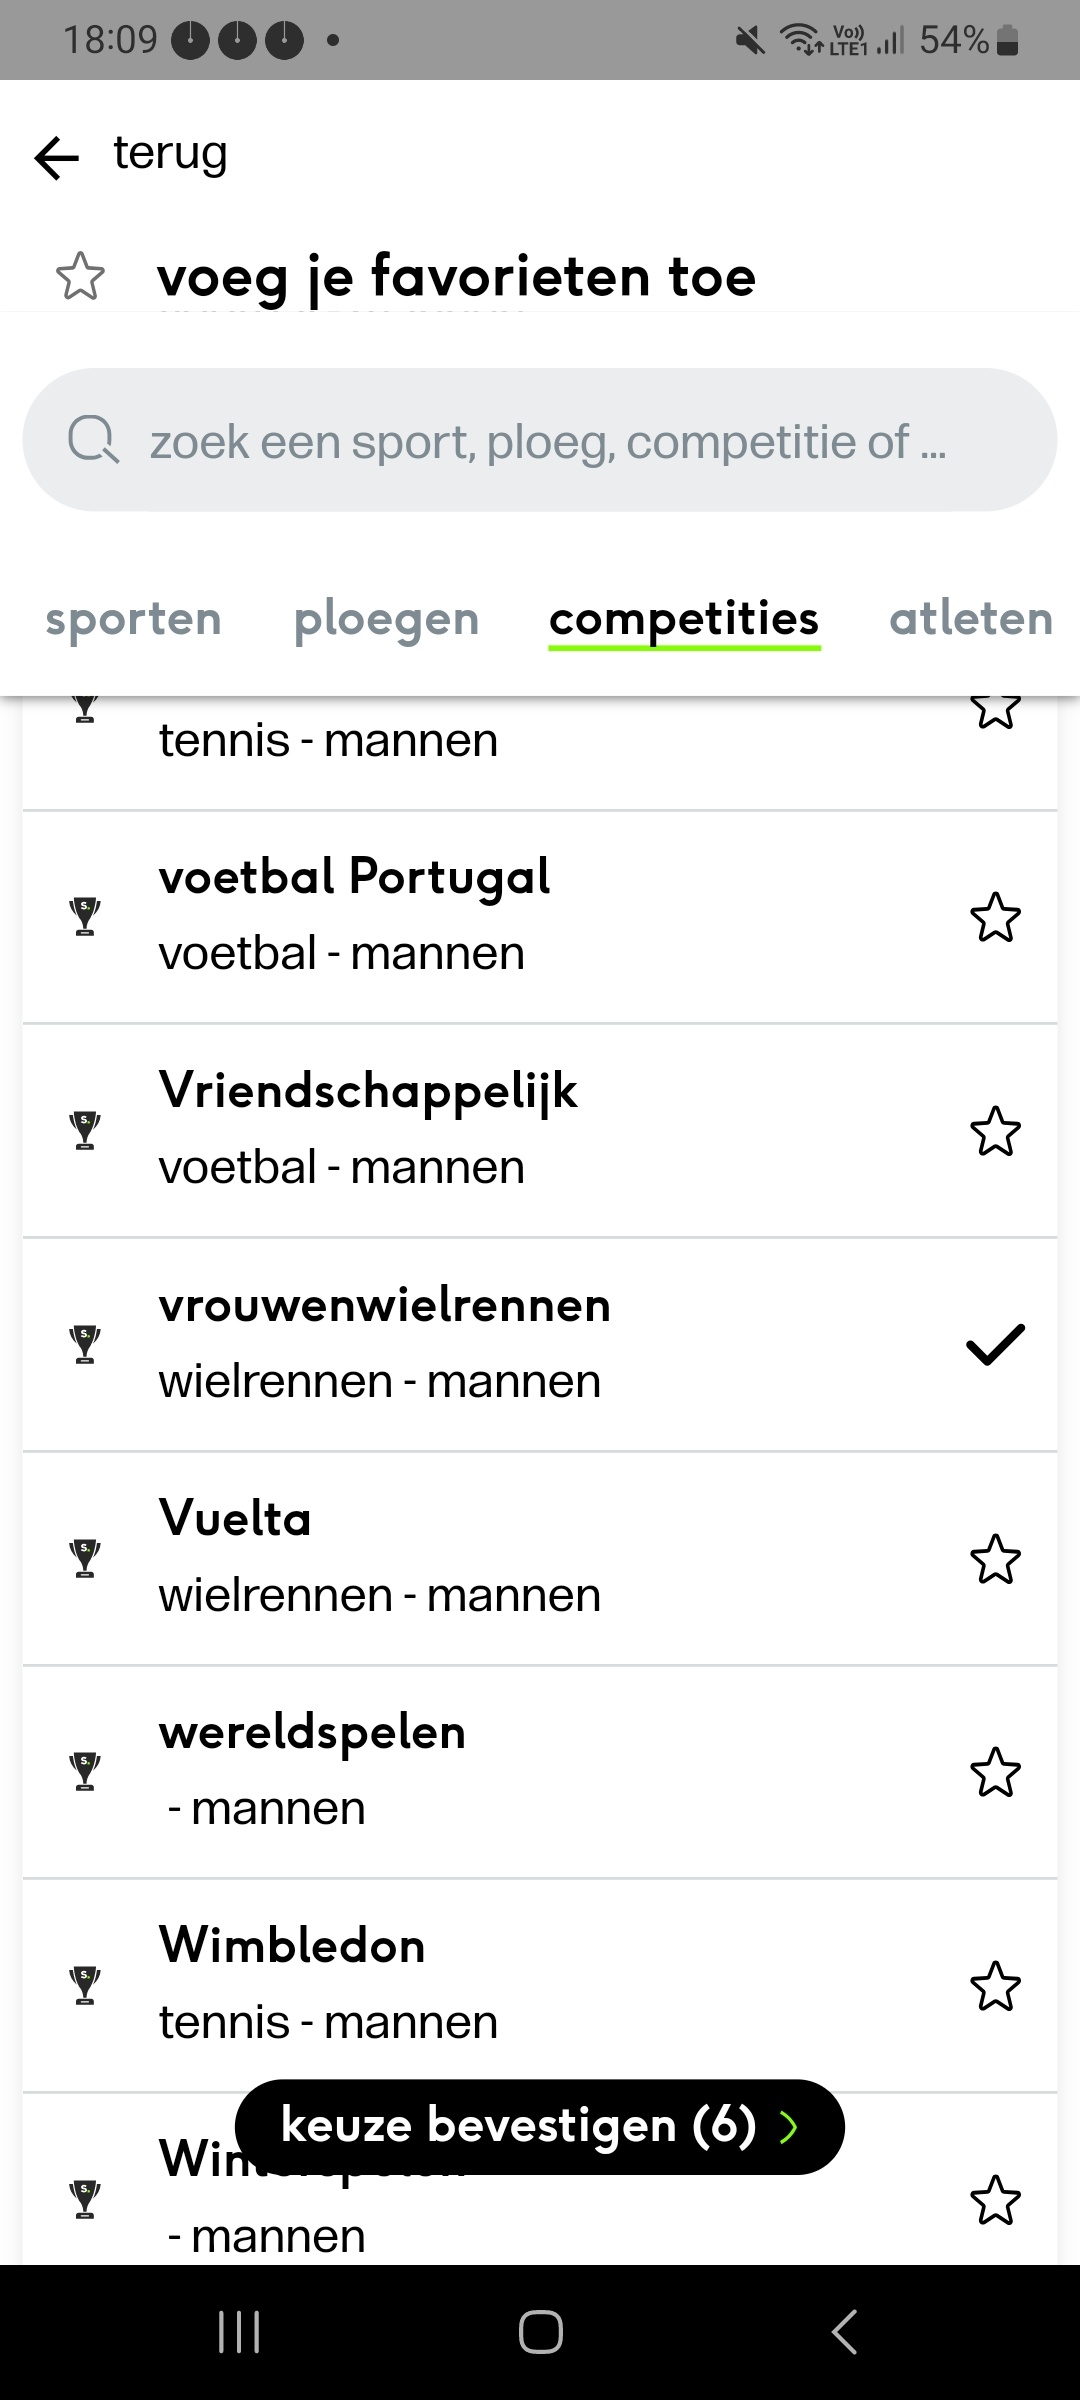 18:09
Vo)) LTE1 54%
terug
voeg je favorieten toe
zoek een sport, ploeg, competitie of ...
sporten ploegen competities atleten
tennis - mannen
voetbal Portugal
voetbal - mannen
Vriendschappelijk
voetbal - mannen
vrouwenwielrennen
wielrennen - mannen
Vuelta
wielrennen - mannen
wereldspelen
- mannen
Wimbledon
tennis - mannen
keuze bevestigen (6)
- mannen